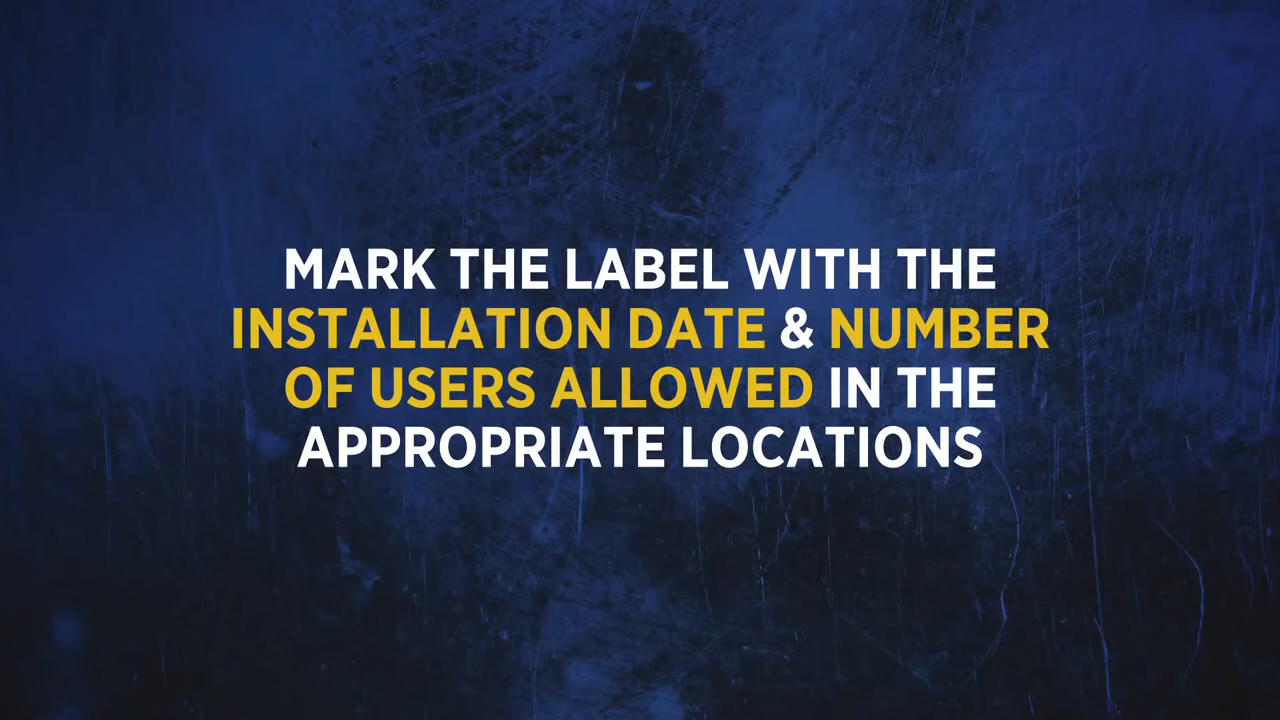 MARK THE LABEL WITH THE
INSTALLATION DATE & NUMBER
OF USERS ALLOWED IN THE
APPROPRIATE LOCATIONS